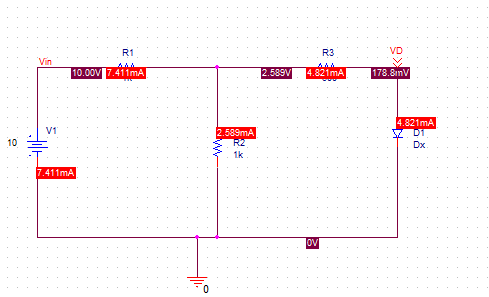 R1
R3
VD
Vin
10.00V
7.411mA
2.589V
4.821mA
178.8mV
1k
10
V1
2.589mA
R2
1k
4.821mA
D1
Dx
7.411mA
0V
0